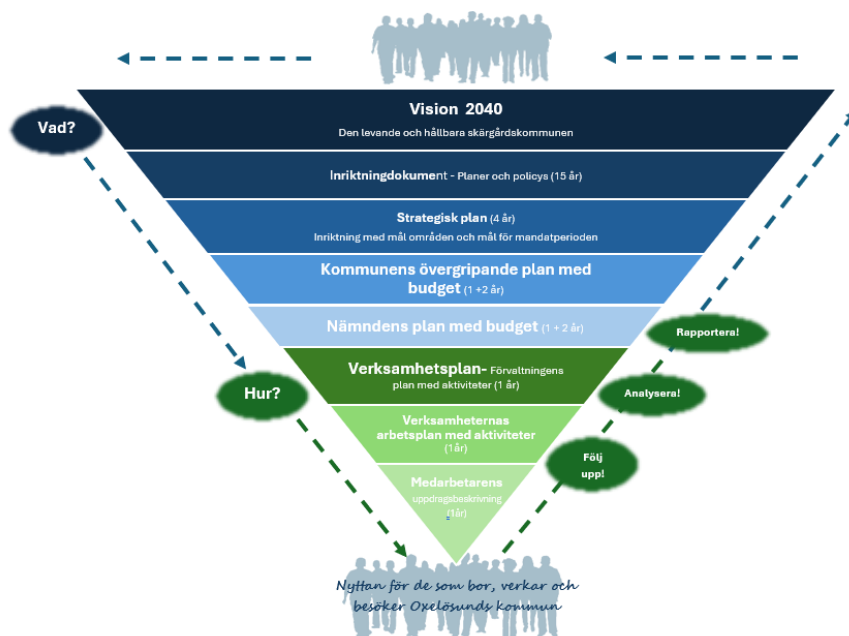 Vision 2040
Den levande och hållbara skärgårdskommunen
Vad?
Inriktningdokument - Planer och policys (15 år)
Strategisk plan (4 år)
Inriktning med mål områden och mål för mandatperioden
Kommunens övergripande plan med
budget (1 +2 år)
Nämndens plan med budget (1 + 2 år)
Rapportera!
Verksamhetsplan- Förvaltningens
plan med aktiviteter (1 år)
Hur?
Analysera!
Verksamheternas
arbetsplan med aktiviteter
(1år)
Följ
upp!
Medarbetarens
uppdragsbeskrivning
(1år)
Nyttan för de som bor, verkar och
besöker Oxelösunds kommun